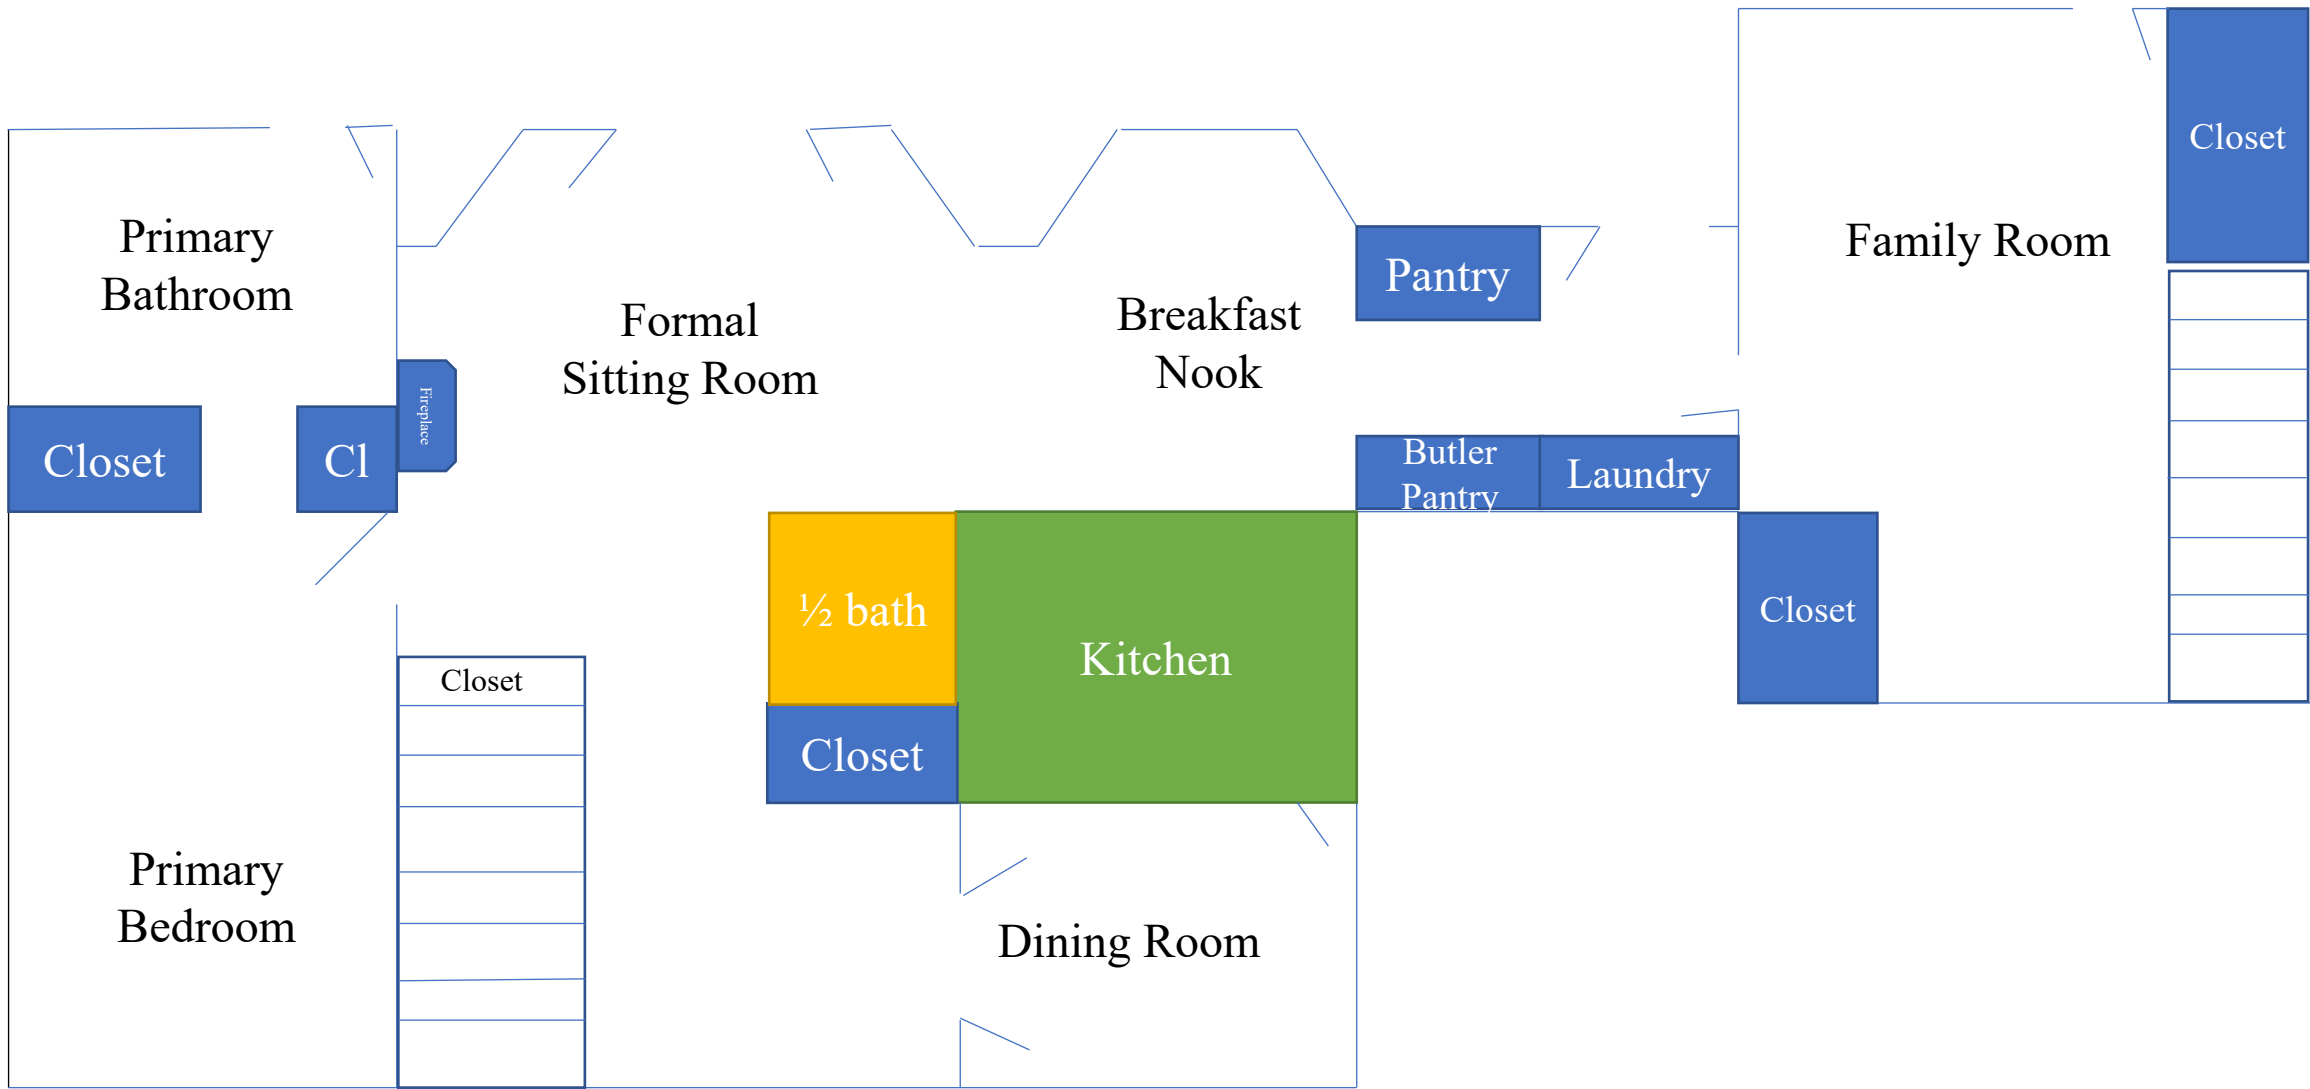 Closet
Primary
Bathroom
Family Room
Pantry
Formal
Sitting Room
Breakfast
Nook
Fireplace
Closet
Cl
Butler
Pantry
Laundry
½ bath
Closet
Kitchen
Closet
Closet
Primary
Bedroom
Dining Room